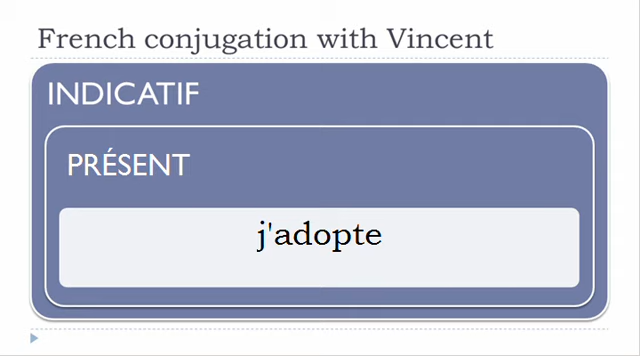 French conjugation with Vincent
INDICATIF
PRÉSENT
j'adopte